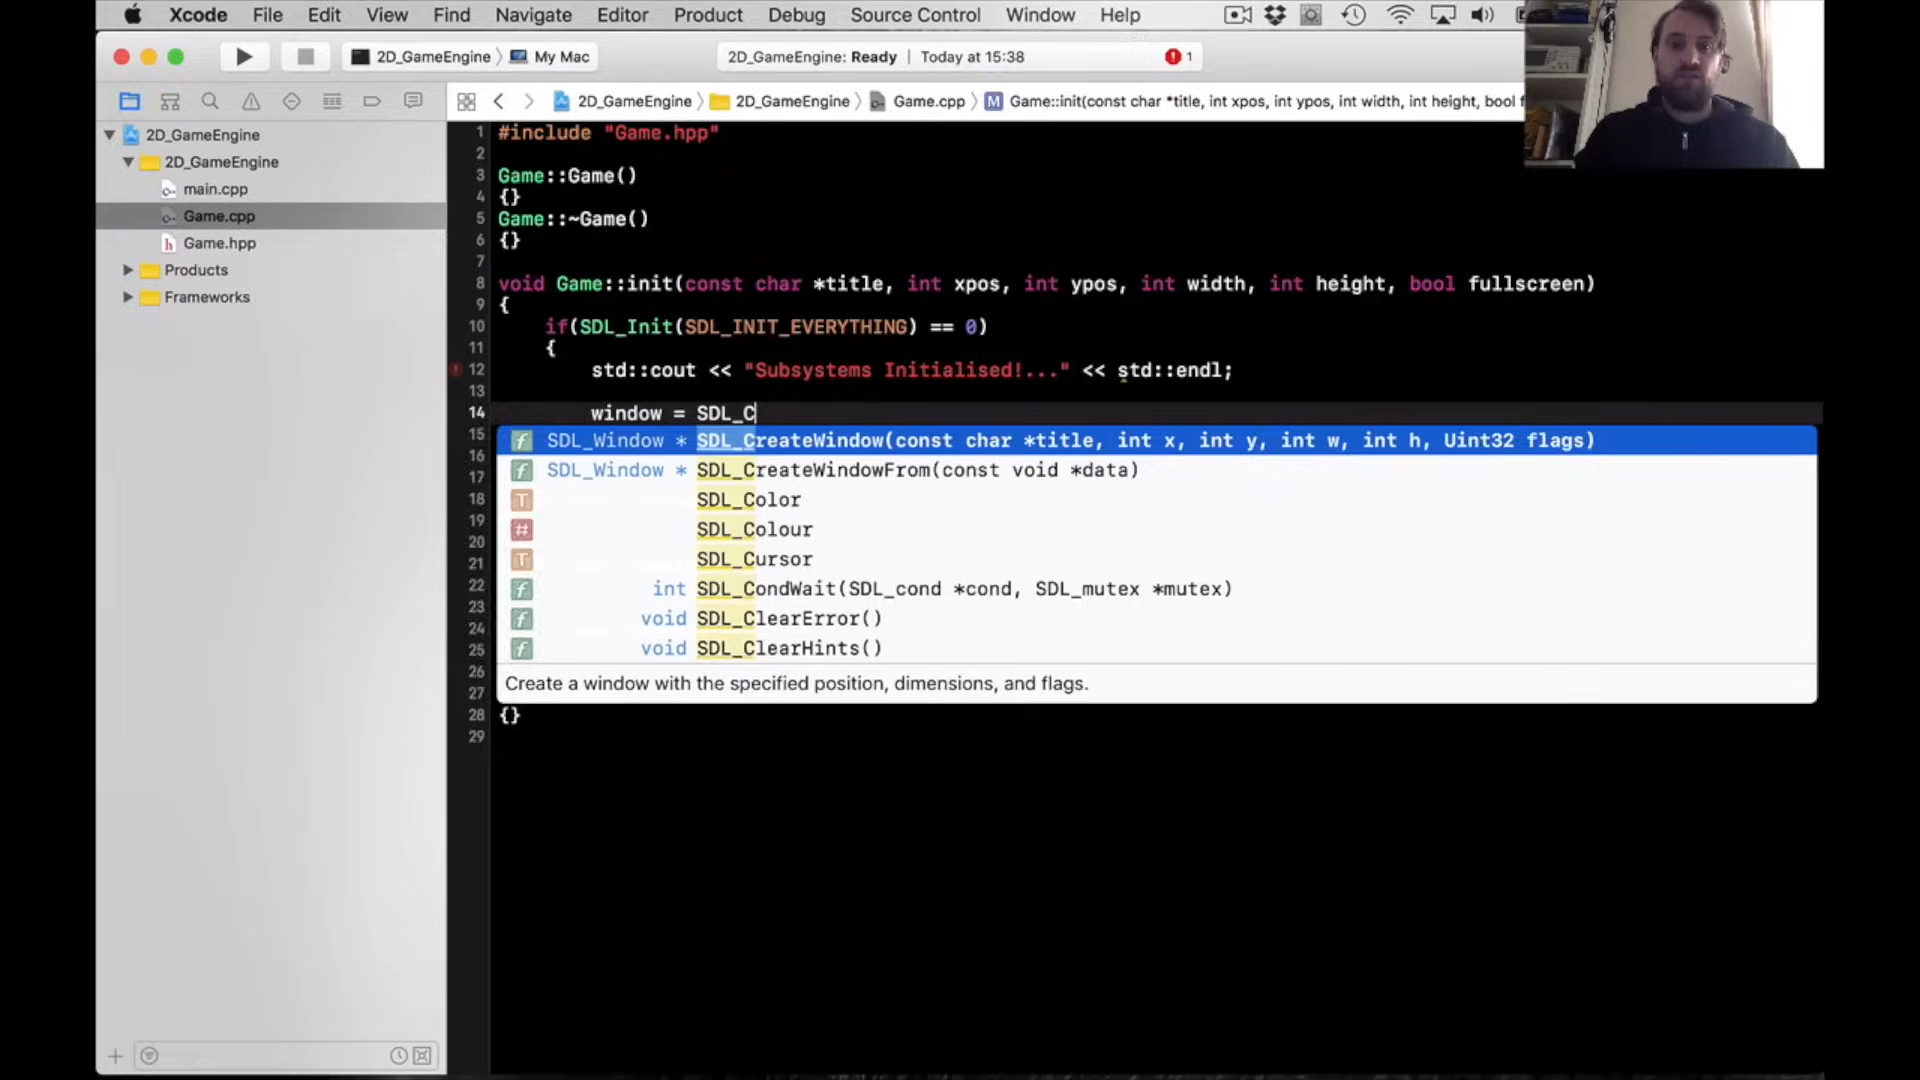 Xcode File Edit View Find Navigate Editor Product Debug Source Control Window Help
2D_GameEngine My Mac
2D_GameEngine: Ready | Today at 15:38 1
2D_GameEngine 2D_GameEngine Game.cpp M Game::init(const char *title, int xpos, int ypos, int width, int height, bool f
2D_GameEngine
2D_GameEngine
main.cpp
Game.cpp
h Game.hpp
Products
Frameworks
1 #include "Game.hpp"
2
3 Game::Game()
4 {}
5 Game::~Game()
6 {}
7
8 void Game::init(const char *title, int xpos, int ypos, int width, int height, bool fullscreen)
9 {
10 if(SDL_Init(SDL_INIT_EVERYTHING) == 0)
11 {
12 std::cout << "Subsystems Initialised!..." << std::endl;
13
14 window = SDL_C
15 f SDL_Window * SDL_CreateWindow(const char *title, int x, int y, int w, int h, Uint32 flags)
16
17 f SDL_Window * SDL_CreateWindowFrom(const void *data)
18 T SDL_Color
19 # SDL_Colour
20
21 T SDL_Cursor
22 f int SDL_CondWait(SDL_cond *cond, SDL_mutex *mutex)
23
24 f void SDL_ClearError()
25 f void SDL_ClearHints()
26
27 Create a window with the specified position, dimensions, and flags.
28 {}
29